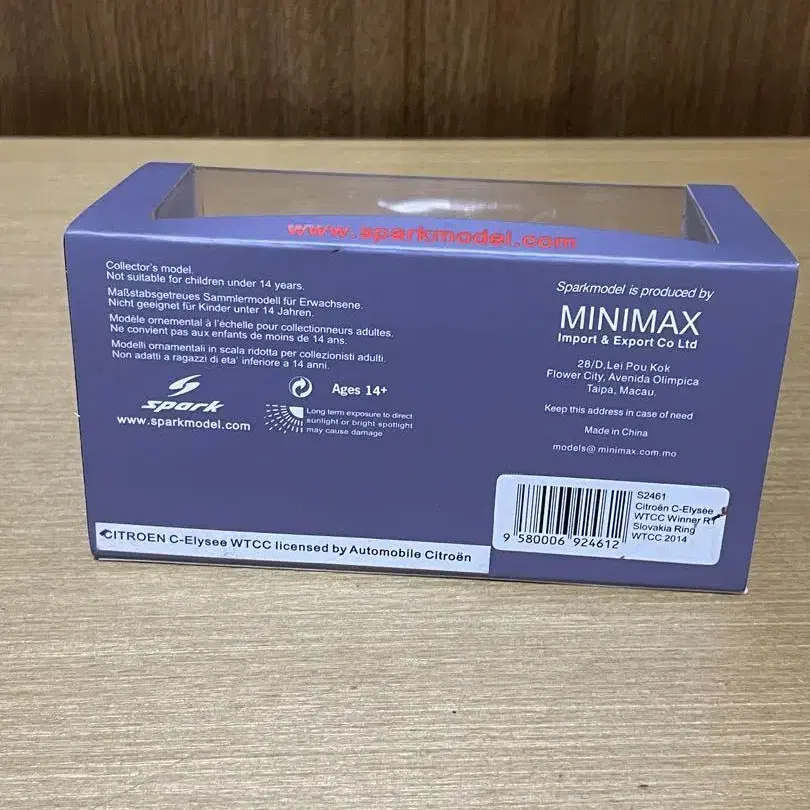 www.sparkmodel.com
Collector's model.
Not suitable for children under 14 years.
Maßstabsgetreues Sammlermodell für Erwachsene.
Nicht geeignet für Kinder unter 14 Jahren.
Modèle ornemental à l'échelle pour collectionneurs adultes.
Ne convient pas aux enfants de moins de 14 ans.
Modelli ornamentali in scala ridotta per collezionisti adulti.
Non adatti a ragazzi di eta' inferiore a 14 anni.
spark
www.sparkmodel.com
Ages 14+
Long term exposure to direct
sunlight or bright spotlight
may cause damage
Sparkmodel is produced by
MINIMAX
Import & Export Co Ltd
28/D,Lei Pou Kok
Flower City, Avenida Olimpica
Taipa, Macau.
Keep this address in case of need
Made in China
models@minimax.com.mo
CITROEN C-Elysee WTCC licensed by Automobile Citroën
9 580006 924612
S2461
Citroën C-Elysée
WTCC Winner R1
Slovakia Ring
WTCC 2014